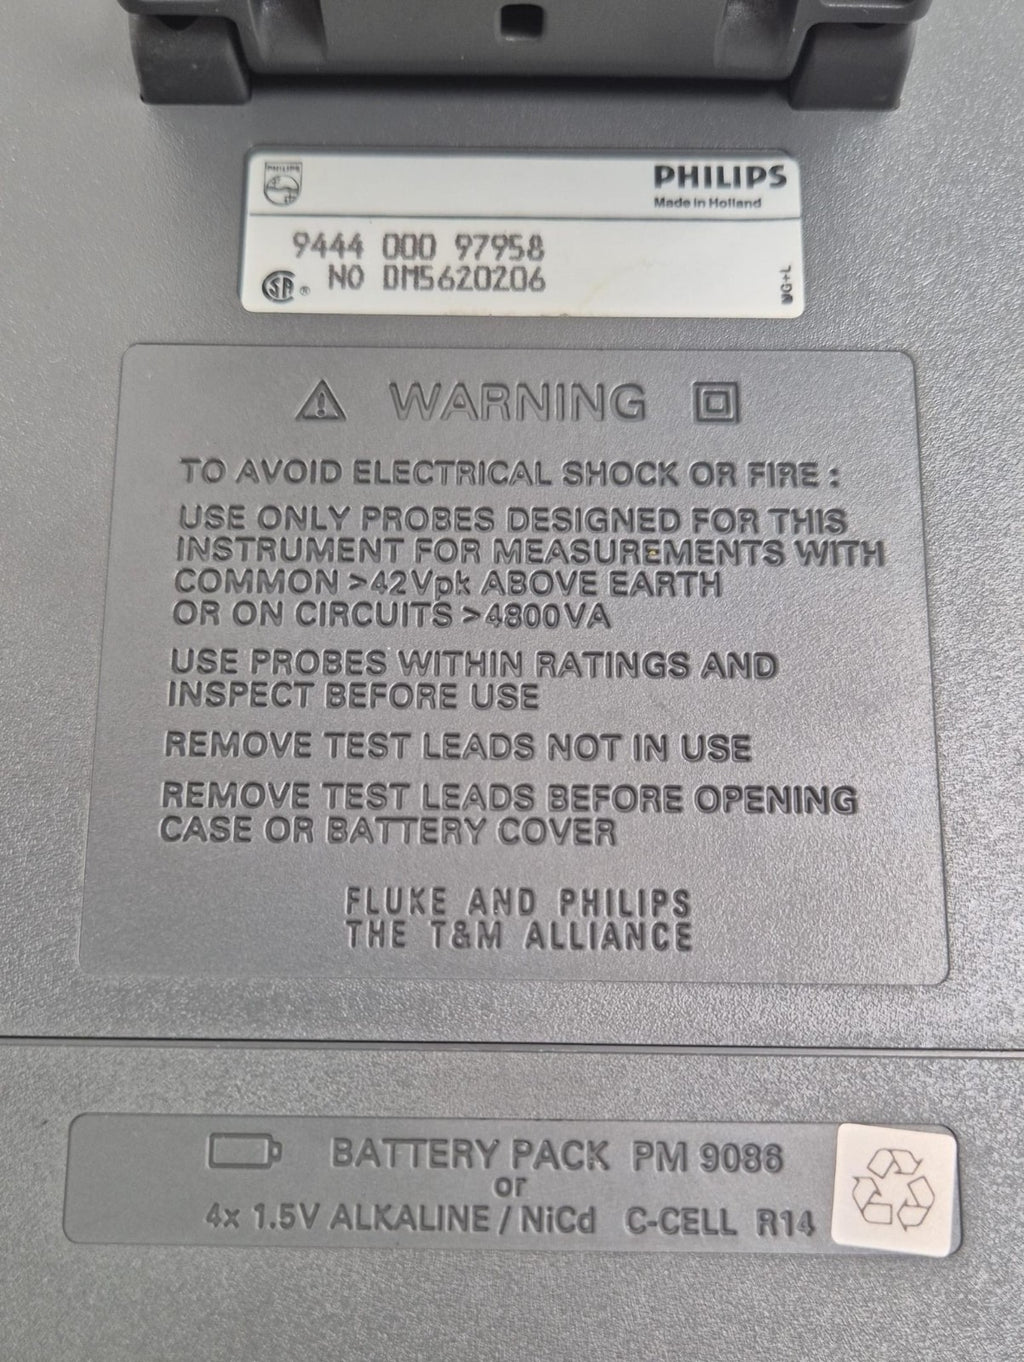 PHILIPS
PHILIPS
Made in Holland
9444 000 97958
NO DM5620206
WARNING
TO AVOID ELECTRICAL SHOCK OR FIRE :
USE ONLY PROBES DESIGNED FOR THIS
INSTRUMENT FOR MEASUREMENTS WITH
COMMON >42Vpk ABOVE EARTH
OR ON CIRCUITS >4800VA
USE PROBES WITHIN RATINGS AND
INSPECT BEFORE USE
REMOVE TEST LEADS NOT IN USE
REMOVE TEST LEADS BEFORE OPENING
CASE OR BATTERY COVER
FLUKE AND PHILIPS
THE T&M ALLIANCE
BATTERY PACK PM 9086
or
4x 1.5V ALKALINE / NiCd C-CELL R14